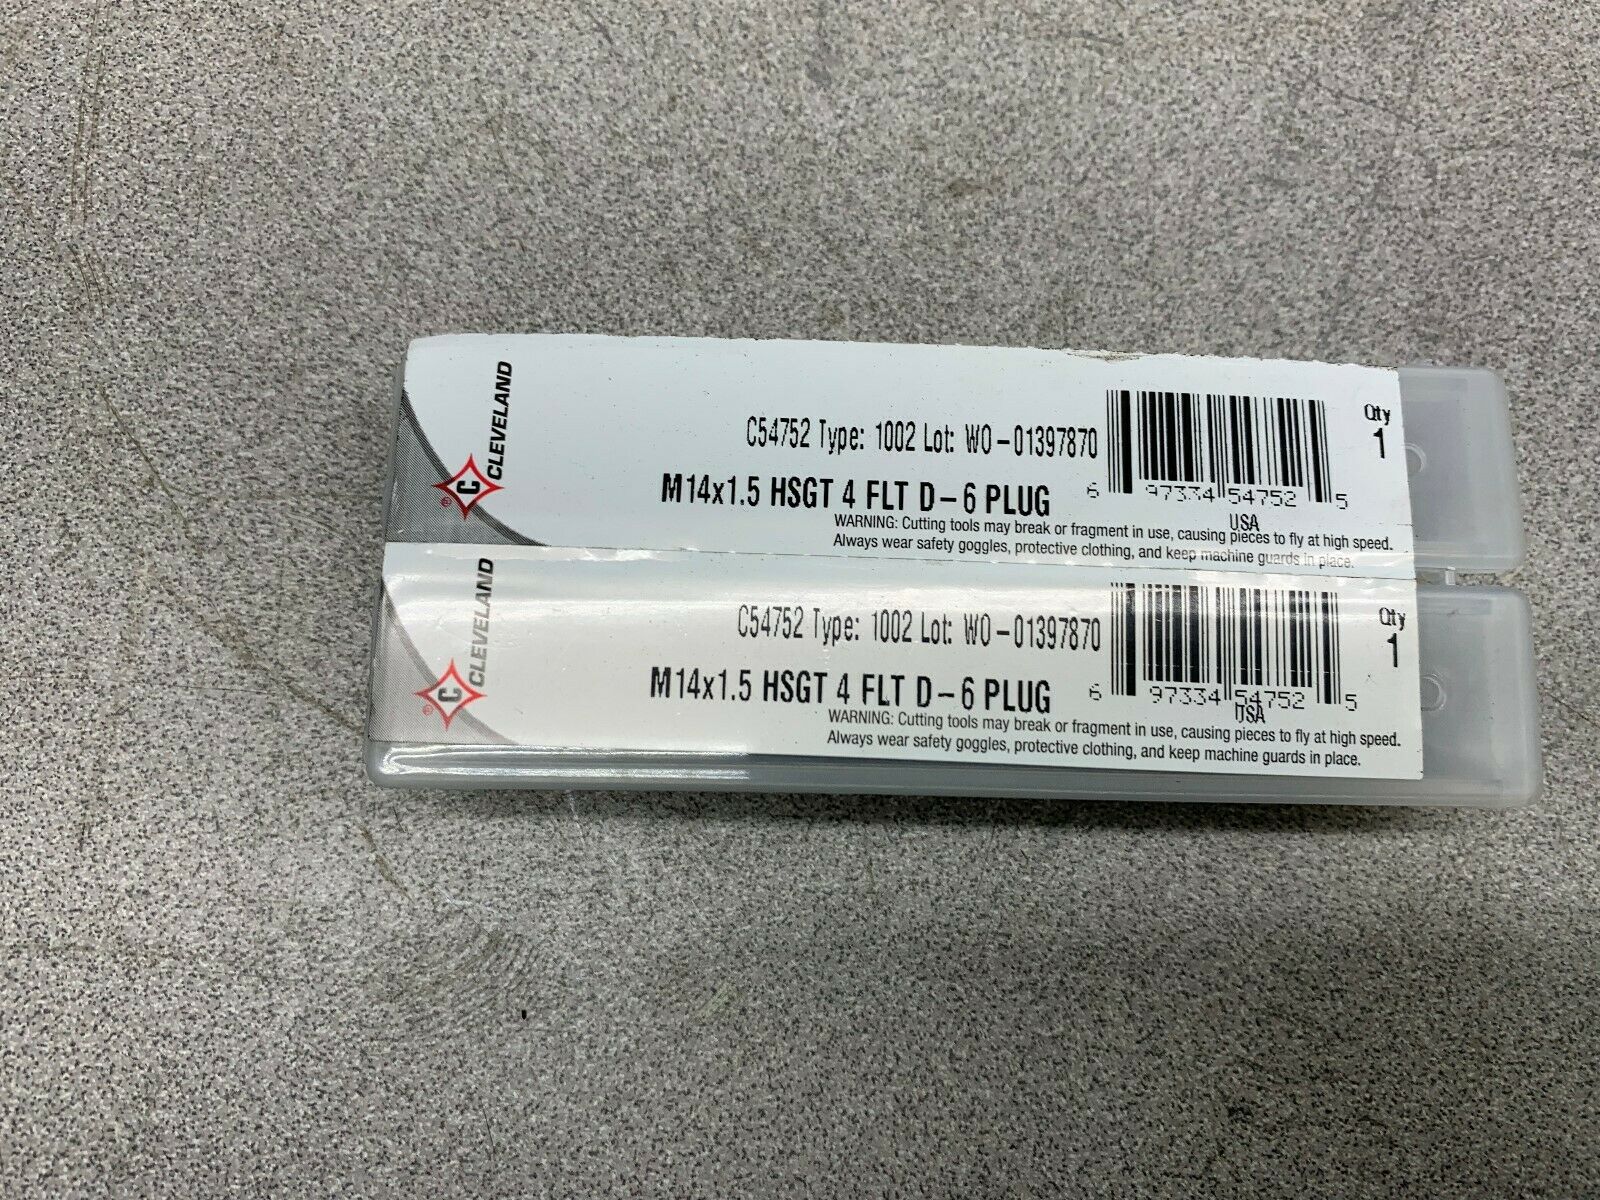 CLEVELAND
C
®
C54752 Type: 1002 Lot: WO-01397870
Qty
1
M14x1.5 HSGT 4 FLT D-6 PLUG
6 97334 54752 5
USA
WARNING: Cutting tools may break or fragment in use, causing pieces to fly at high speed.
Always wear safety goggles, protective clothing, and keep machine guards in place.
CLEVELAND
C
®
C54752 Type: 1002 Lot: WO-01397870
Qty
1
M14x1.5 HSGT 4 FLT D-6 PLUG
6 97334 54752 5
USA
WARNING: Cutting tools may break or fragment in use, causing pieces to fly at high speed.
Always wear safety goggles, protective clothing, and keep machine guards in place.